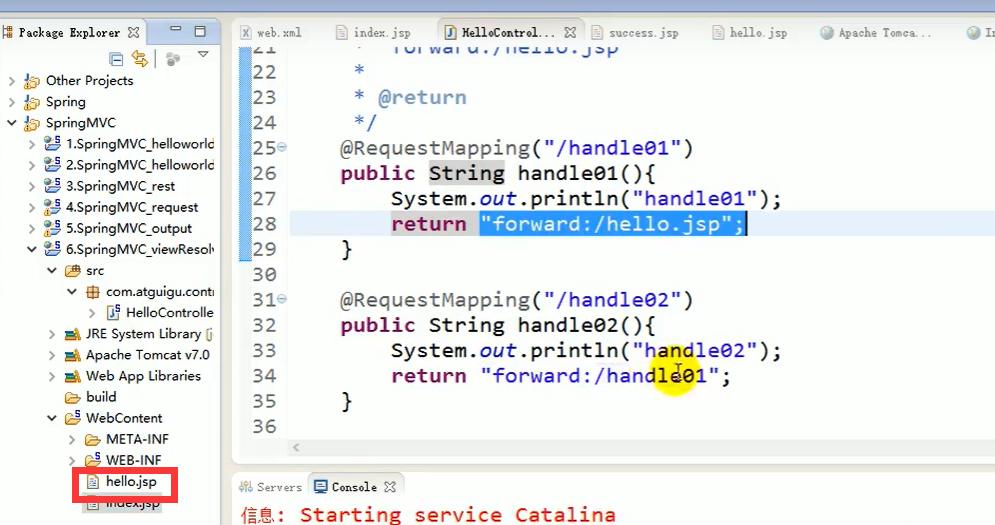 Package Explorer
web.xml
index.jsp
HelloControl...
success.jsp
hello.jsp
Apache Tomca...
Other Projects
Spring
SpringMVC
1.SpringMVC_helloworld
2.SpringMVC_helloworld
3.SpringMVC_rest
4.SpringMVC_request
5.SpringMVC_output
6.SpringMVC_viewResolv
src
com.atguigu.contr
HelloControlle
JRE System Library
Apache Tomcat v7.0
Web App Libraries
build
WebContent
META-INF
WEB-INF
hello.jsp
index.jsp
21 forward:/hello.jsp
22 *
23 * @return
24 */
25 @RequestMapping("/handle01")
26 public String handle01(){
27 System.out.println("handle01");
28 return "forward:/hello.jsp";
29 }
30
31 @RequestMapping("/handle02")
32 public String handle02(){
33 System.out.println("handle02");
34 return "forward:/handle01";
35 }
36
Servers
Console
信息: Starting service Catalina